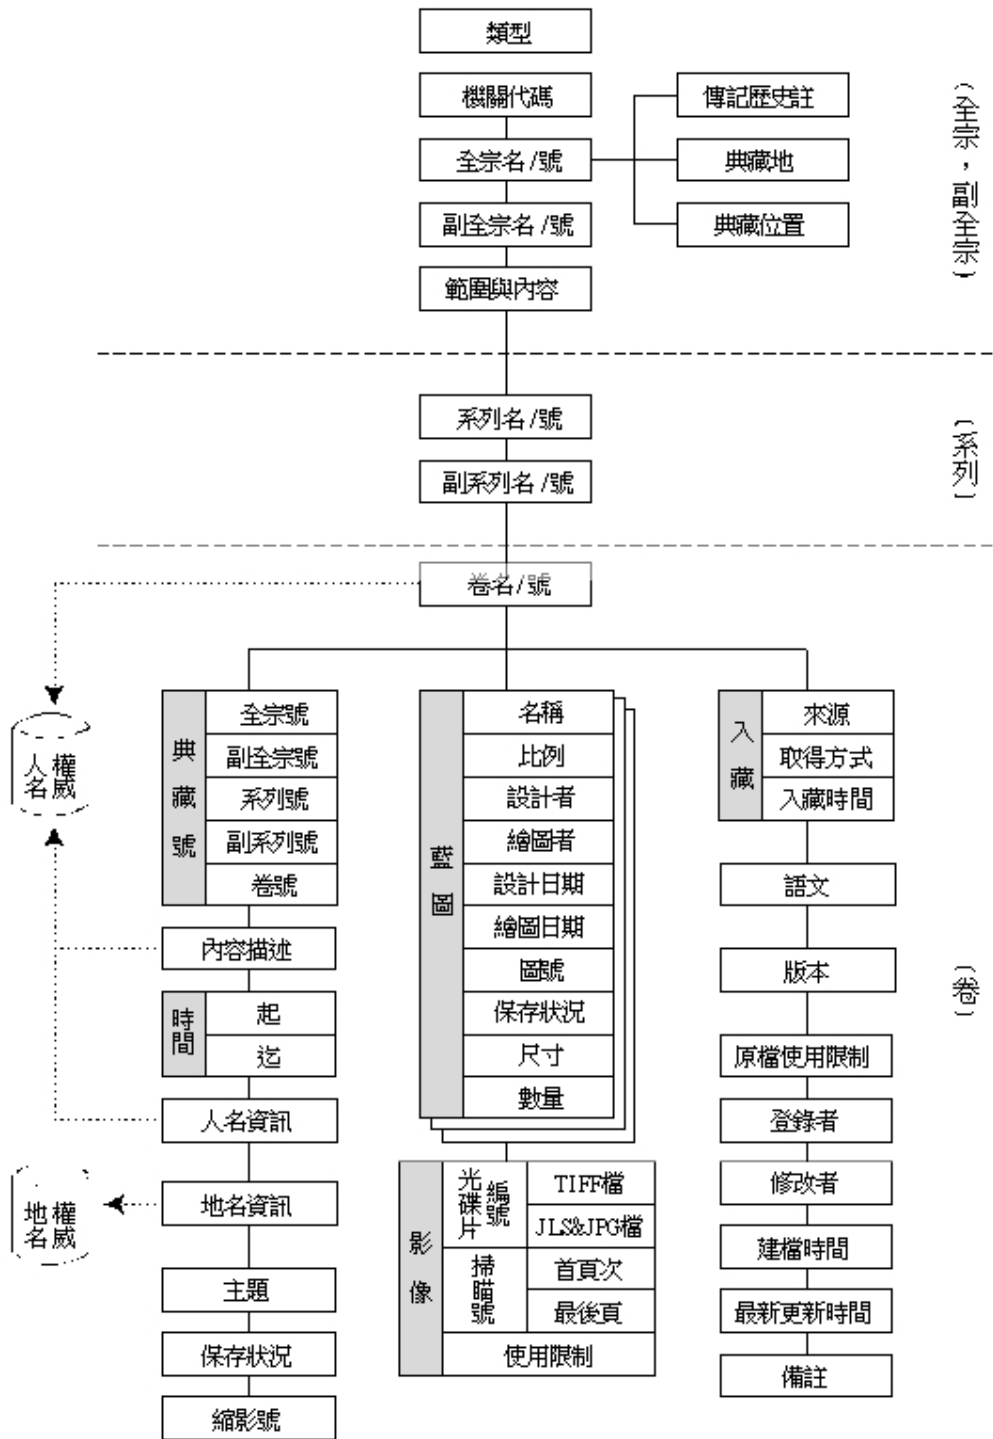 類型
機關代碼
傳記歷史註
全宗名/號
典藏地
副全宗名/號
典藏位置
範圍與內容
(全宗，副全宗)
系列名/號
副系列名/號
(系列)
卷名/號
人名權威
地名權威
典藏號
全宗號
副全宗號
系列號
副系列號
卷號
內容描述
時間
起
迄
人名資訊
地名資訊
主題
保存狀況
縮影號
藍圖
名稱
比例
設計者
繪圖者
設計日期
繪圖日期
圖號
保存狀況
尺寸
數量
影像
光碟片編號
TIFF檔
JLS&JPG檔
掃瞄號
首頁次
最後頁
使用限制
入藏
來源
取得方式
入藏時間
語文
版本
原檔使用限制
登錄者
修改者
建檔時間
最新更新時間
備註
(卷)